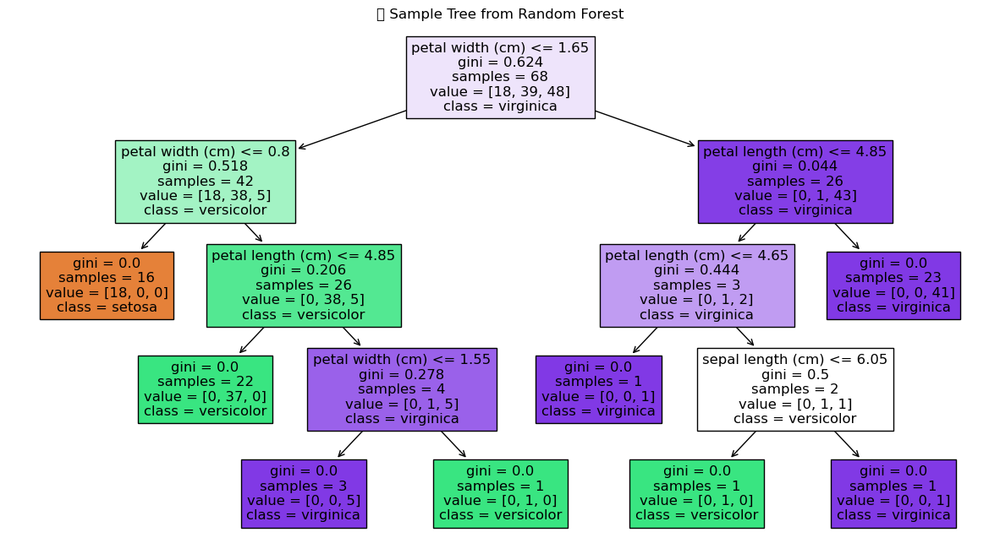 Sample Tree from Random Forest
petal width (cm) <= 1.65
gini = 0.624
samples = 68
value = [18, 39, 48]
class = virginica
petal width (cm) <= 0.8
gini = 0.518
samples = 42
value = [18, 38, 5]
class = versicolor
petal length (cm) <= 4.85
gini = 0.044
samples = 26
value = [0, 1, 43]
class = virginica
gini = 0.0
samples = 16
value = [18, 0, 0]
class = setosa
petal length (cm) <= 4.85
gini = 0.206
samples = 26
value = [0, 38, 5]
class = versicolor
petal length (cm) <= 4.65
gini = 0.444
samples = 3
value = [0, 1, 2]
class = virginica
gini = 0.0
samples = 23
value = [0, 0, 41]
class = virginica
gini = 0.0
samples = 22
value = [0, 37, 0]
class = versicolor
petal width (cm) <= 1.55
gini = 0.278
samples = 4
value = [0, 1, 5]
class = virginica
gini = 0.0
samples = 1
value = [0, 0, 1]
class = virginica
sepal length (cm) <= 6.05
gini = 0.5
samples = 2
value = [0, 1, 1]
class = versicolor
gini = 0.0
samples = 3
value = [0, 0, 5]
class = virginica
gini = 0.0
samples = 1
value = [0, 1, 0]
class = versicolor
gini = 0.0
samples = 1
value = [0, 1, 0]
class = versicolor
gini = 0.0
samples = 1
value = [0, 0, 1]
class = virginica